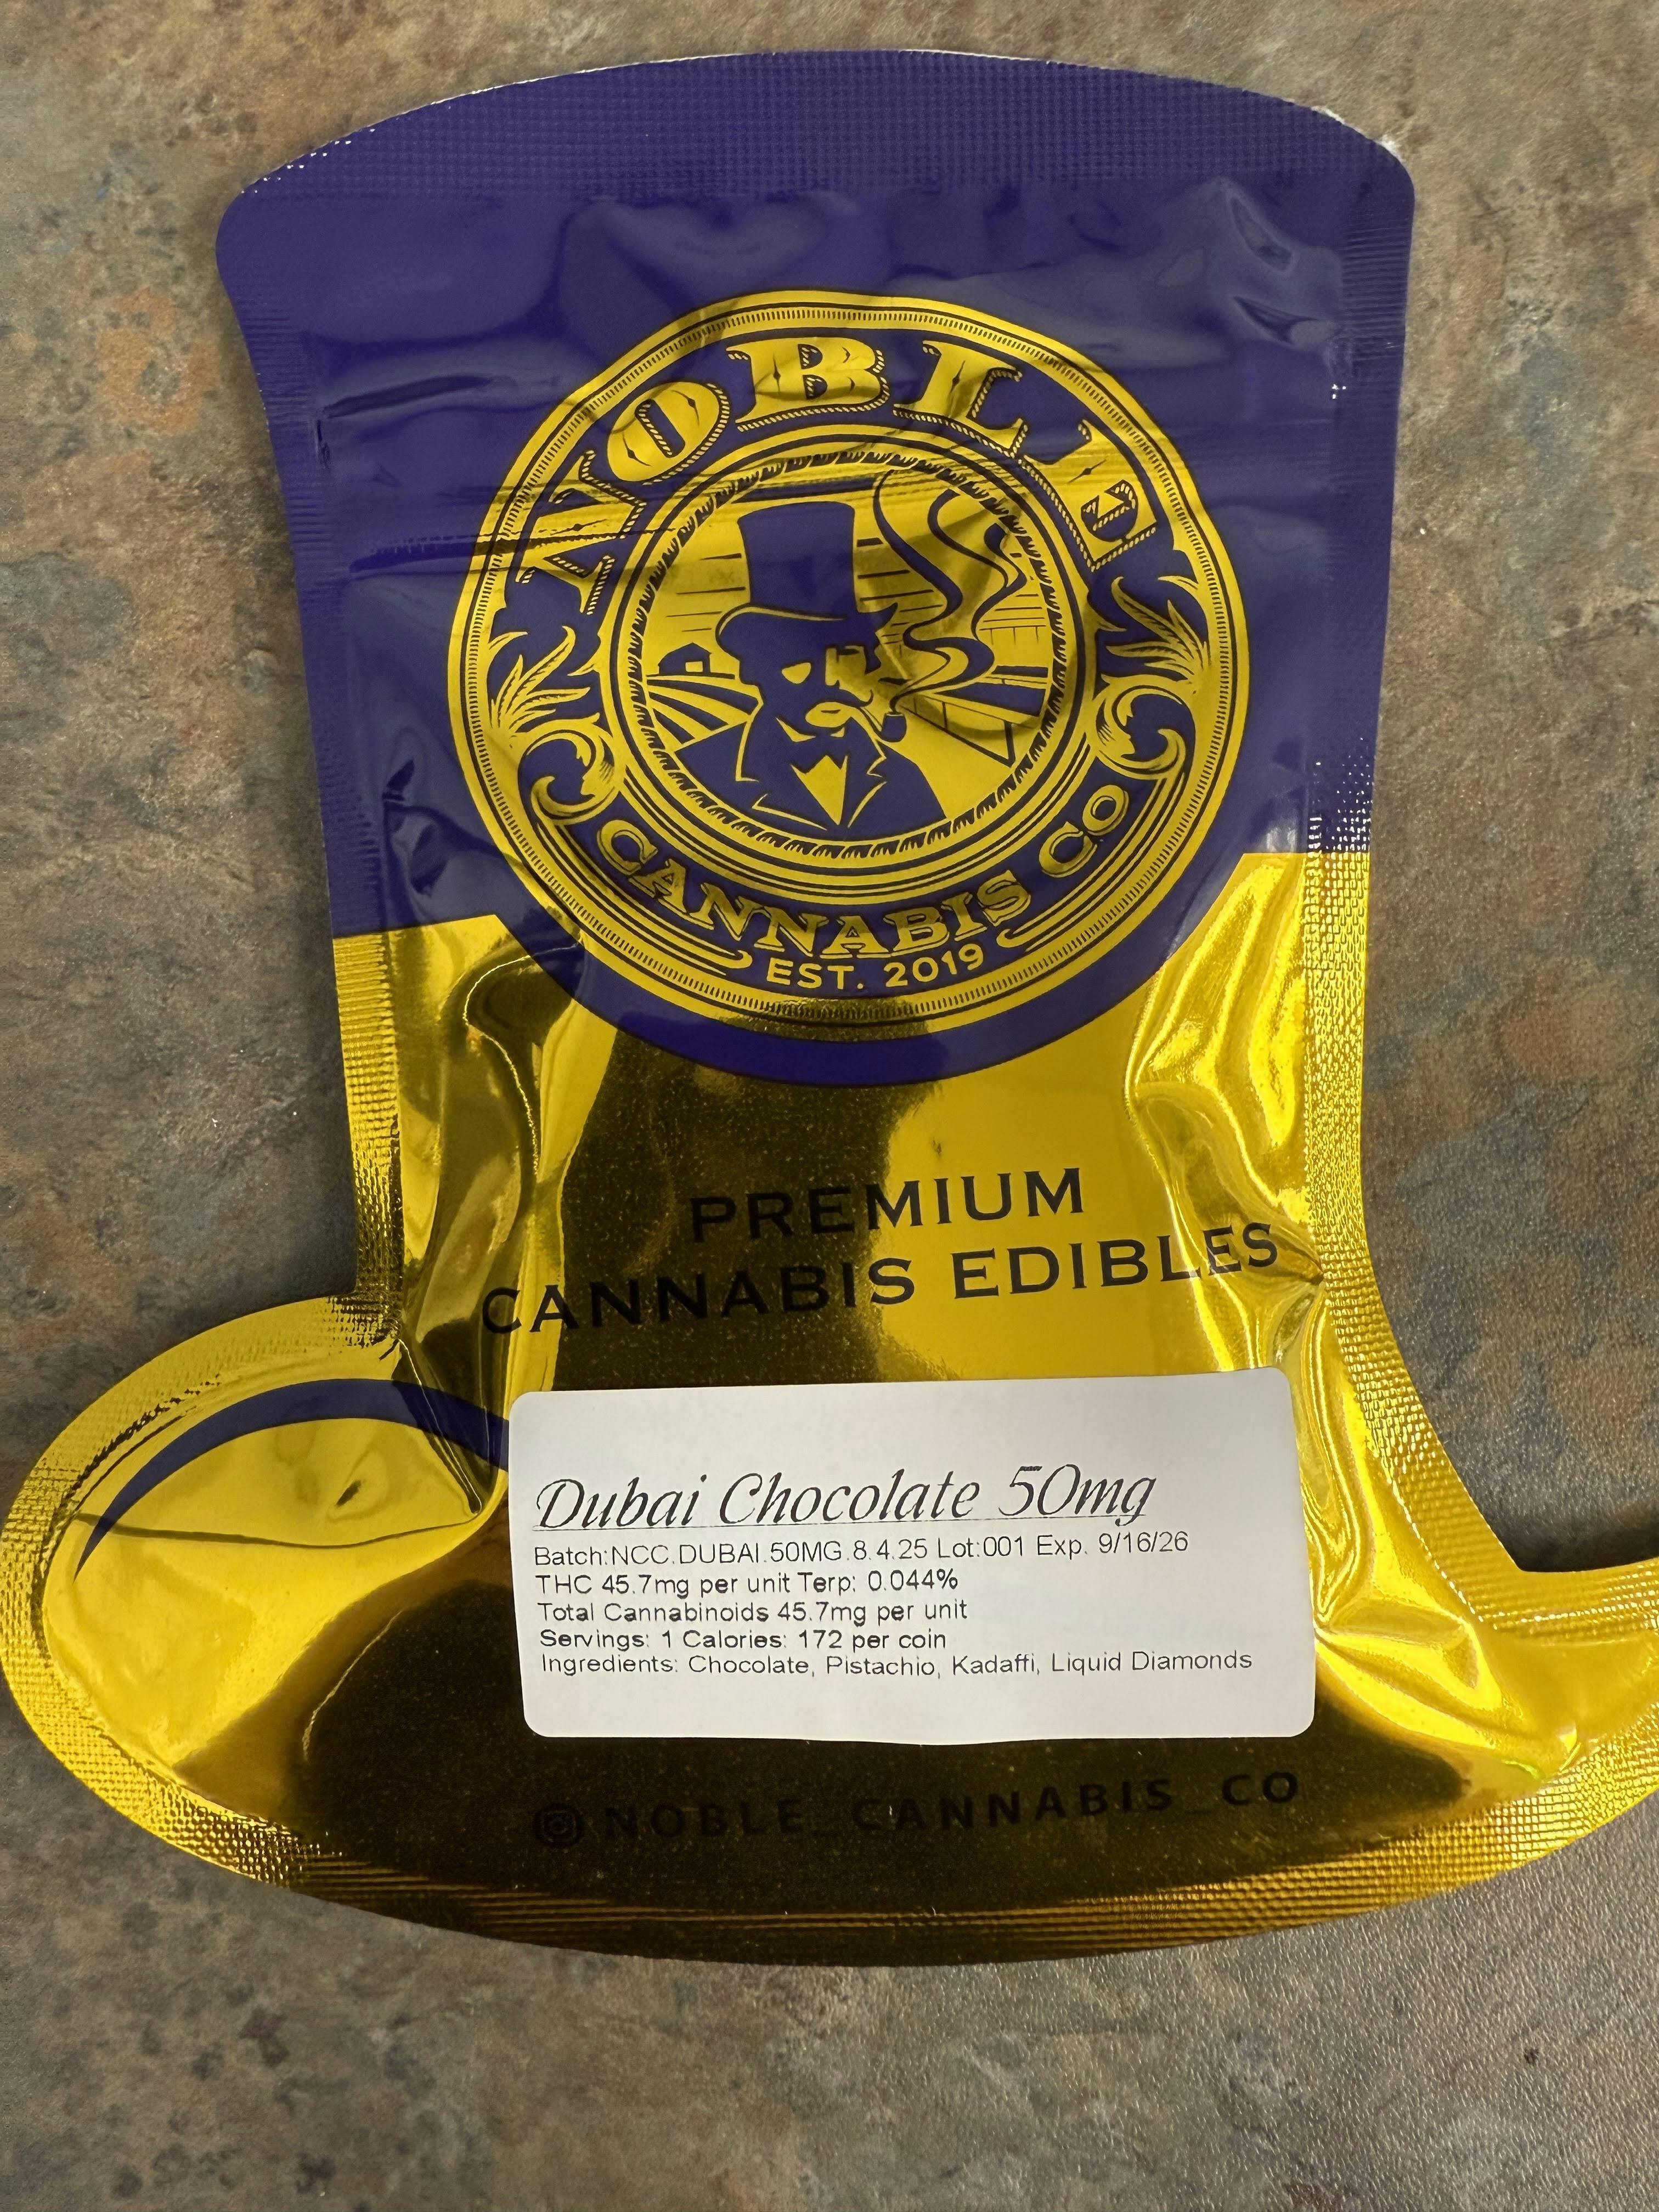 NOBLE
CANNABIS CO
EST. 2019
PREMIUM
CANNABIS EDIBLES
Dubai Chocolate 50mg
Batch:NCC.DUBAI.50MG.8.4.25 Lot:001 Exp. 9/16/26
THC 45.7mg per unit Terp: 0.044%
Total Cannabinoids 45.7mg per unit
Servings: 1 Calories: 172 per coin
Ingredients: Chocolate, Pistachio, Kadaffi, Liquid Diamonds
NOBLE_CANNABIS_CO